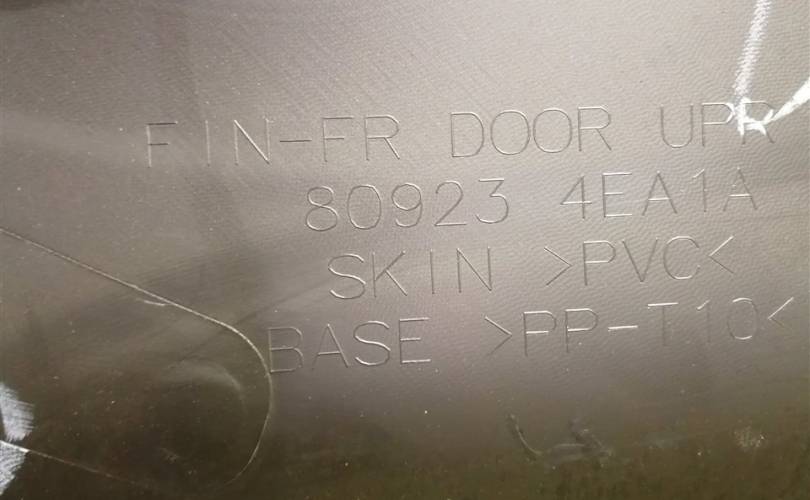 FIN-FR DOOR UPR
80923 4EA1A
SKIN >PVC<
BASE >PP-T10<